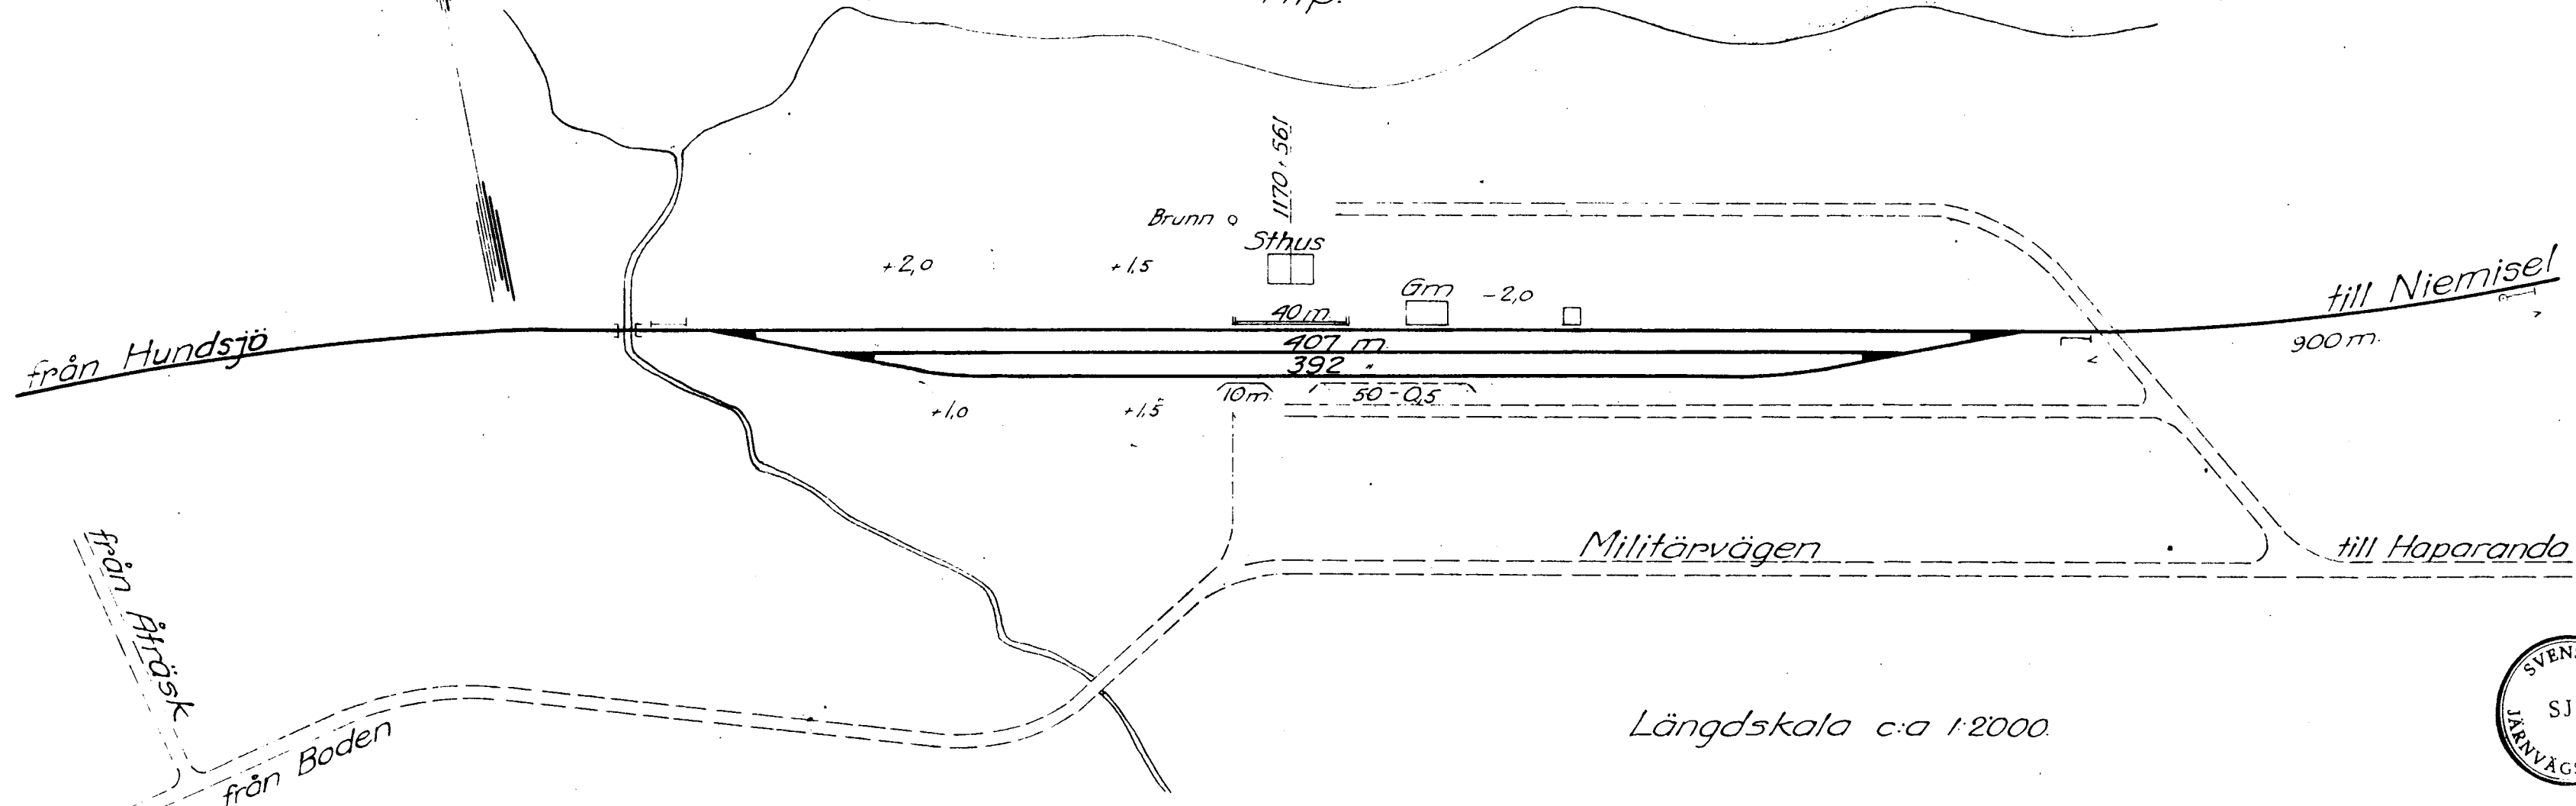 1170+561
Brunn
Sthus
+2,0
+1,5
Gm
-2,0
till Niemisel
40 m.
från Hundsjö
407 m.
900 m.
392 "
10 m.
50-0,5
+1,0
+1,5
från Åträsk
Militärvägen
till Haparanda
från Boden
Längdskala c:a 1:2000.
SJ